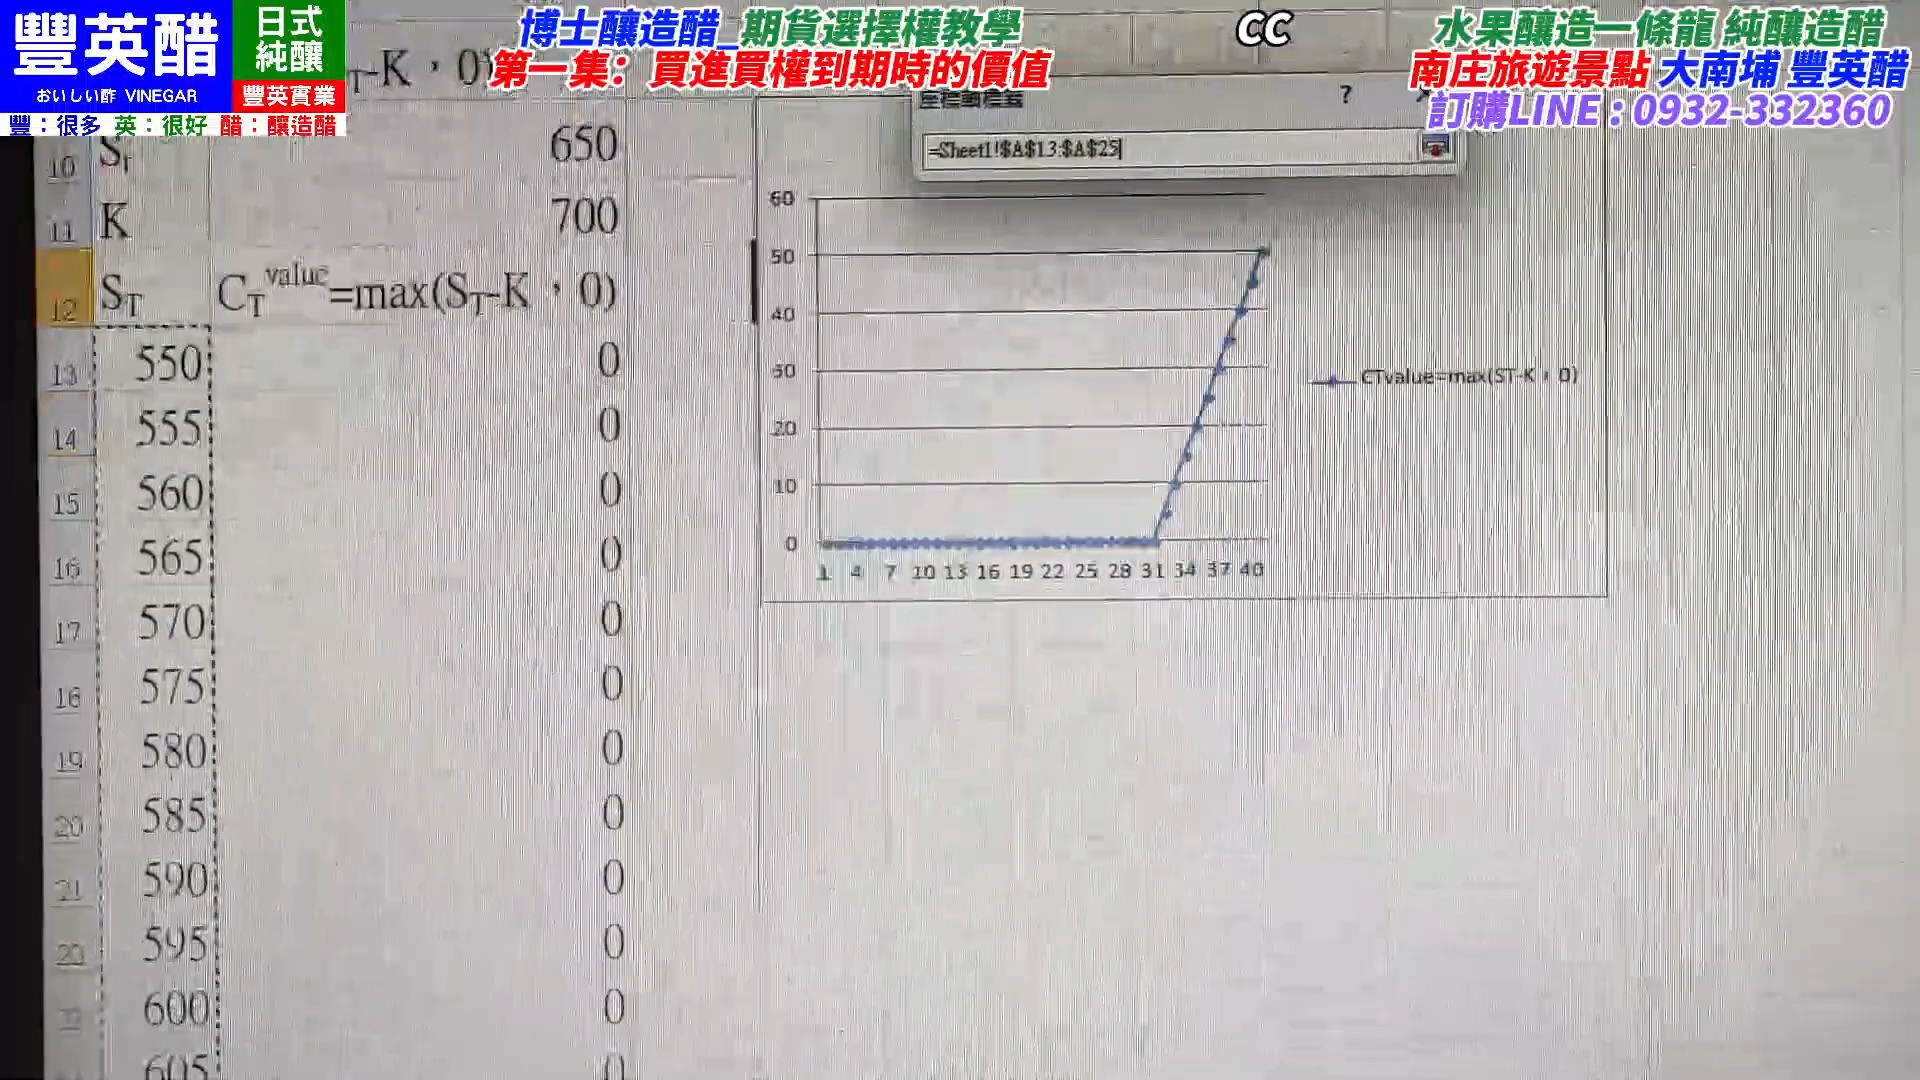 豐英醋
日式
純釀
おいしい酢 VINEGAR
豐英實業
豐：很多 英：很好 醋：釀造醋
博士釀造醋_期貨選擇權教學
第一集：買進買權到期時的價值
CC
水果釀造一條龍 純釀造醋
南庄旅遊景點 大南埔 豐英醋
訂購LINE : 0932-332360
T-K，0
?
=Sheet1!$A$13:$A$25
10 650
11 K 700
12 ST CTvalue=max(ST-K，0)
13 550 0
14 555 0
15 560 0
16 565 0
17 570 0
575 0
19 580 0
20 585 0
21 590 0
595 0
600 0
605 0
60
50
40
30
20
10
0
1 4 7 10 13 16 19 22 25 28 31 34 37 40
CTvalue=max(ST-K，0)